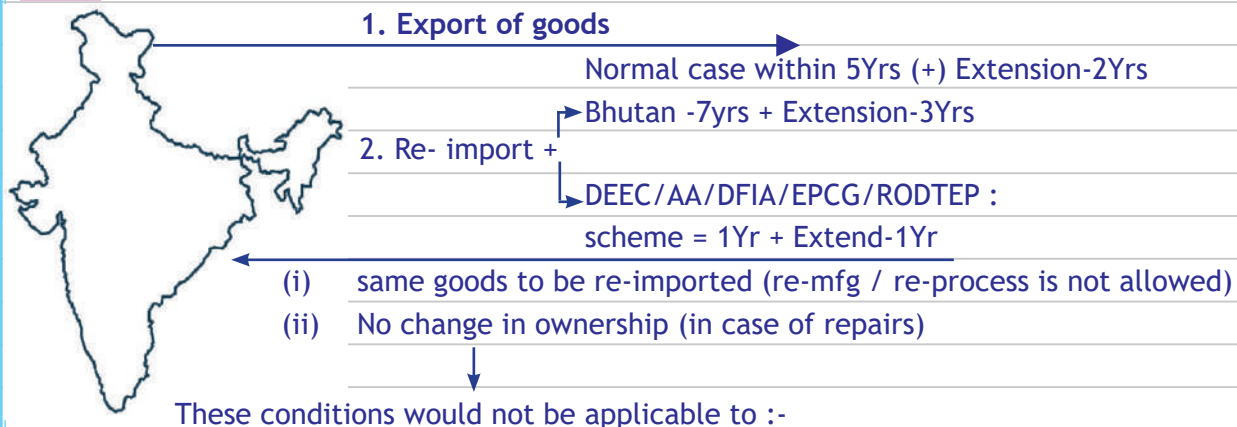 1. Export of goods
Normal case within 5Yrs (+) Extension-2Yrs
Bhutan -7yrs + Extension-3Yrs
2. Re- import +
DEEC/AA/DFIA/EPCG/RODTEP :
scheme = 1Yr + Extend-1Yr
(i) same goods to be re-imported (re-mfg / re-process is not allowed)
(ii) No change in ownership (in case of repairs)
These conditions would not be applicable to :-